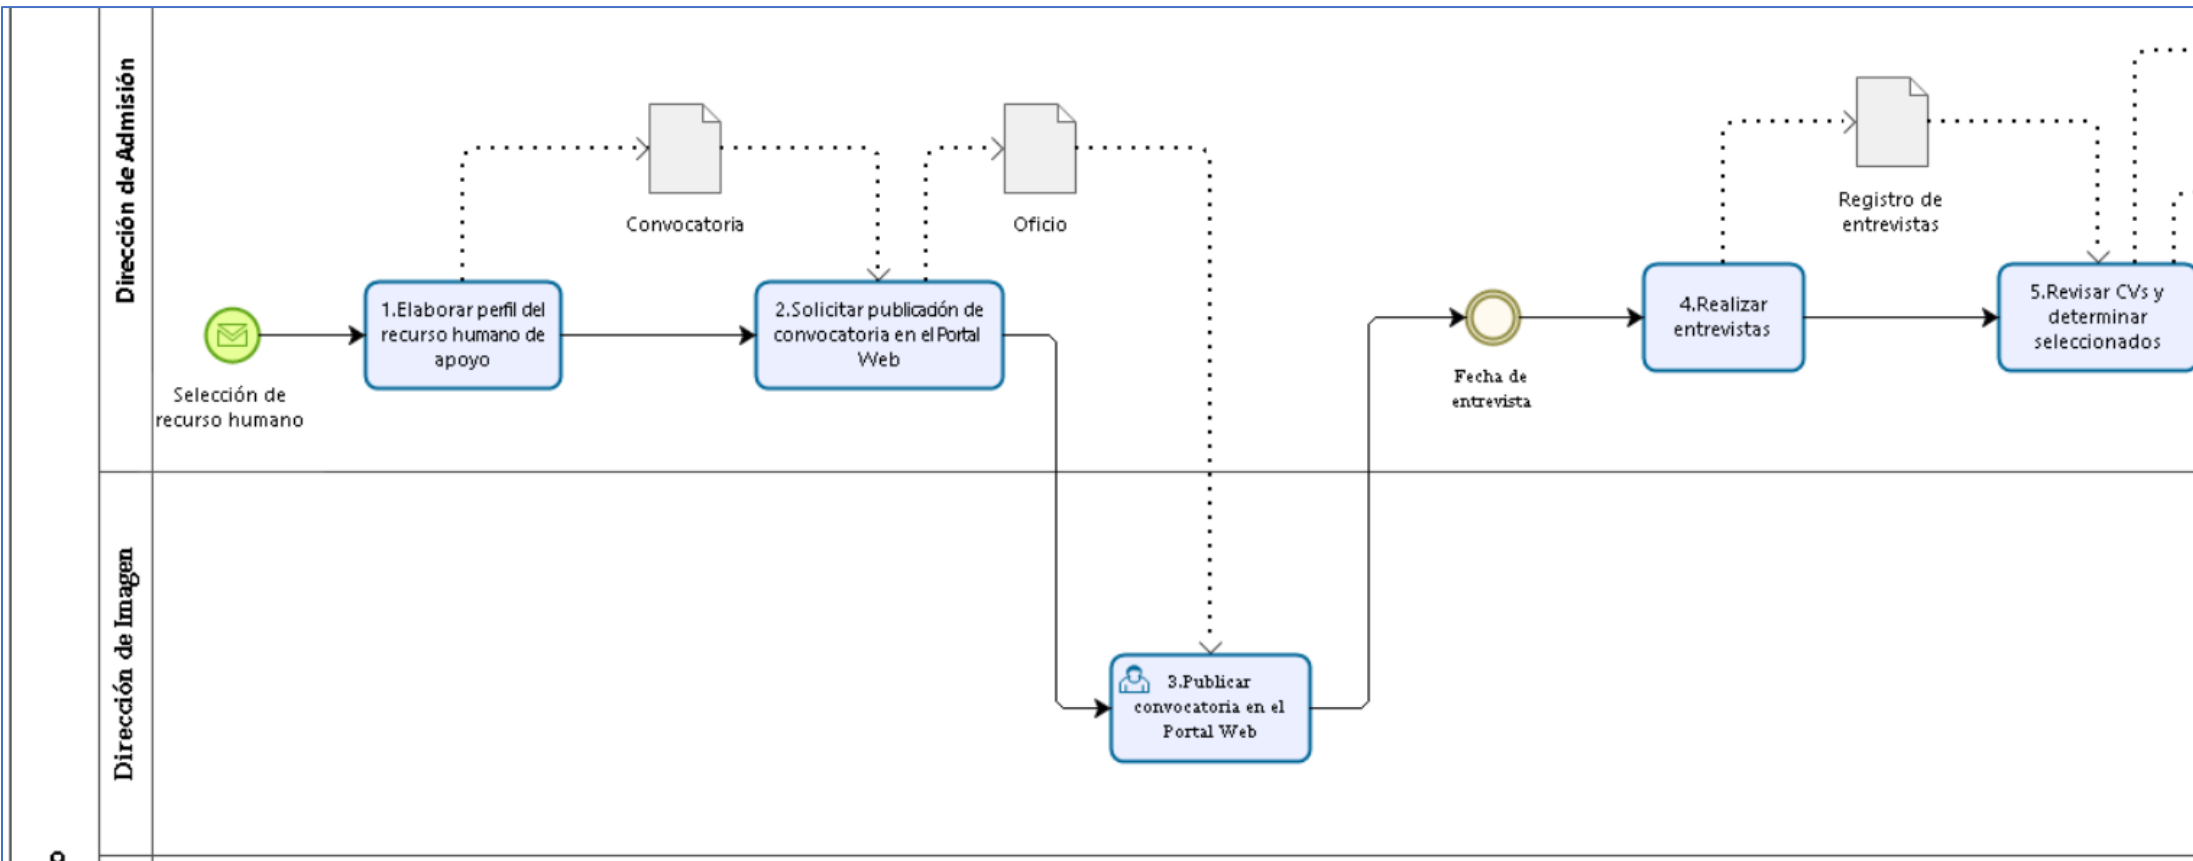 Dirección de Admisión
Convocatoria
Oficio
Registro de
entrevistas
Selección de
recurso humano
1.Elaborar perfil del
recurso humano de
apoyo
2.Solicitar publicación de
convocatoria en el Portal
Web
Fecha de
entrevista
4.Realizar
entrevistas
5.Revisar CVs y
determinar
seleccionados
Dirección de Imagen
3.Publicar
convocatoria en el
Portal Web